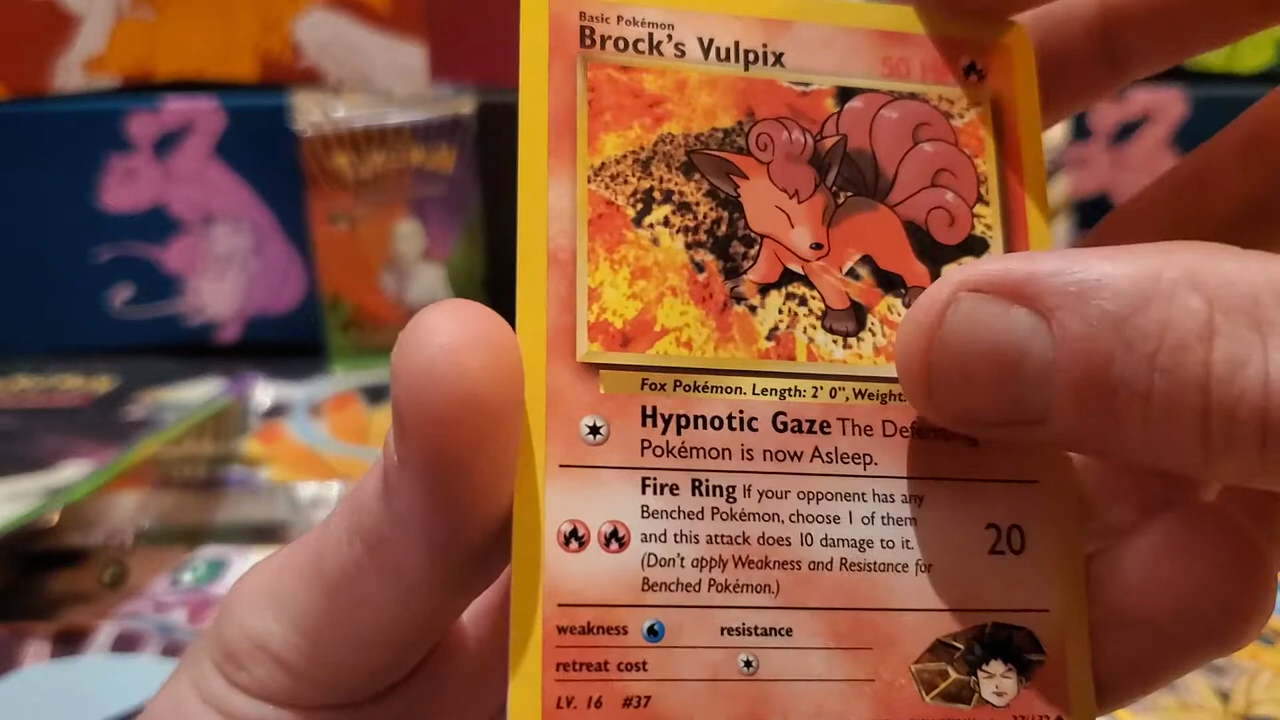 Basic Pokémon
Brock's Vulpix
50
Fox Pokémon. Length: 2' 0", Weight:
Hypnotic Gaze The Defending
Pokémon is now Asleep.
Fire Ring If your opponent has any
Benched Pokémon, choose 1 of them
and this attack does 10 damage to it.
(Don't apply Weakness and Resistance for
Benched Pokémon.)
20
weakness resistance
retreat cost
LV. 16 #37